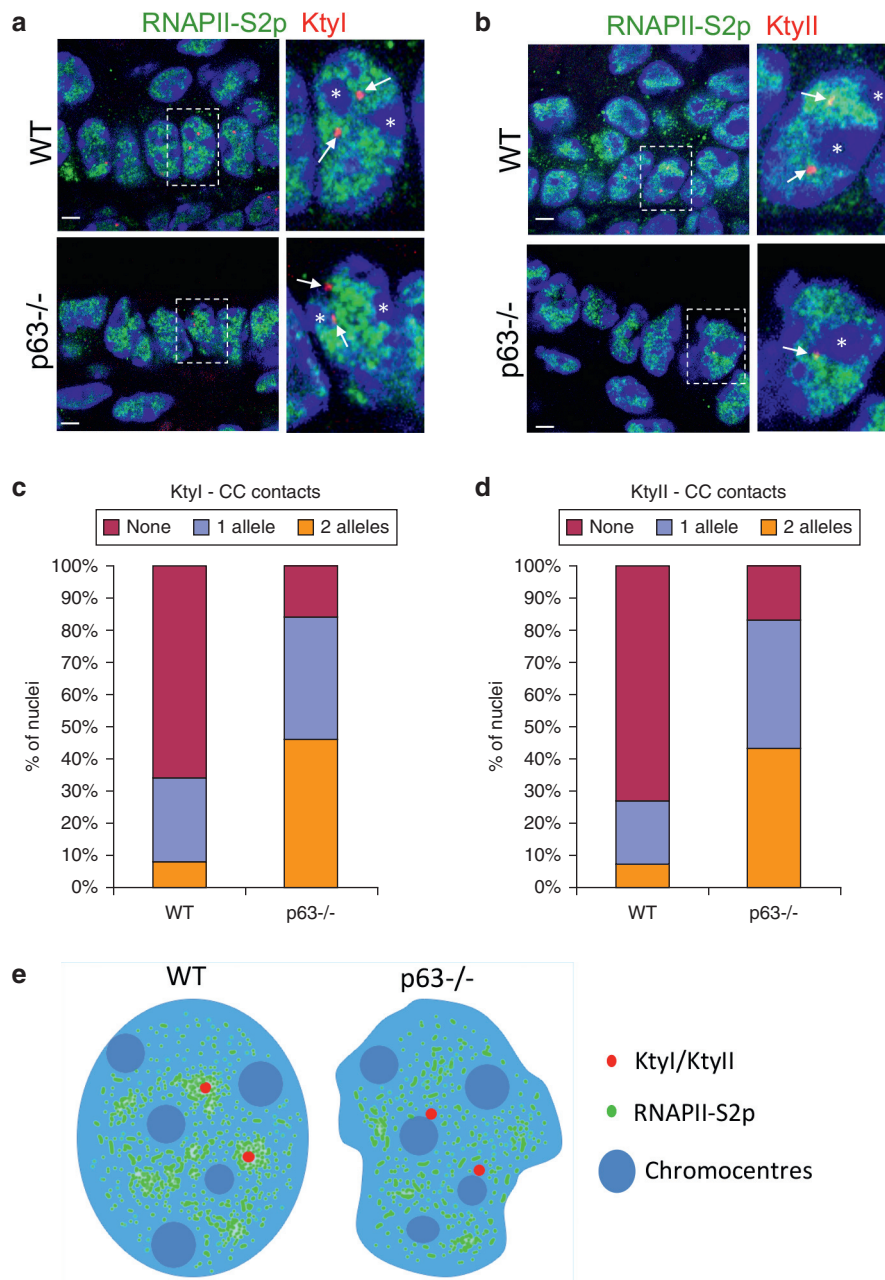 a
RNAPII-S2p KtyI
WT
*
*
p63-/-
*
*
b
RNAPII-S2p KtyII
WT
*
*
p63-/-
*
c
KtyI - CC contacts
None 1 allele 2 alleles
% of nuclei
100%
90%
80%
70%
60%
50%
40%
30%
20%
10%
0%
WT p63-/-
d
KtyII - CC contacts
None 1 allele 2 alleles
% of nuclei
100%
90%
80%
70%
60%
50%
40%
30%
20%
10%
0%
WT p63-/-
e
WT p63-/-
KtyI/KtyII
RNAPII-S2p
Chromocentres